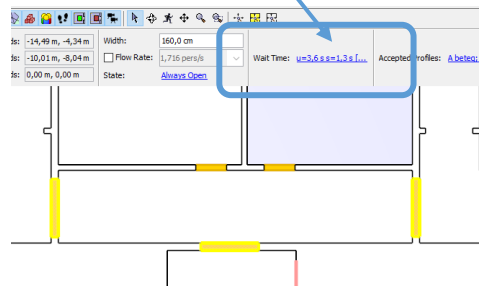 ds: -14,49 m, -4,34 m Width: 160,0 cm
ds: -10,01 m, -8,04 m Flow Rate: 1,716 pers/s Wait Time: u=3,6 s s=1,3 s [... Accepted Profiles: A beteg;
ds: 0,00 m, 0,00 m State: Always Open